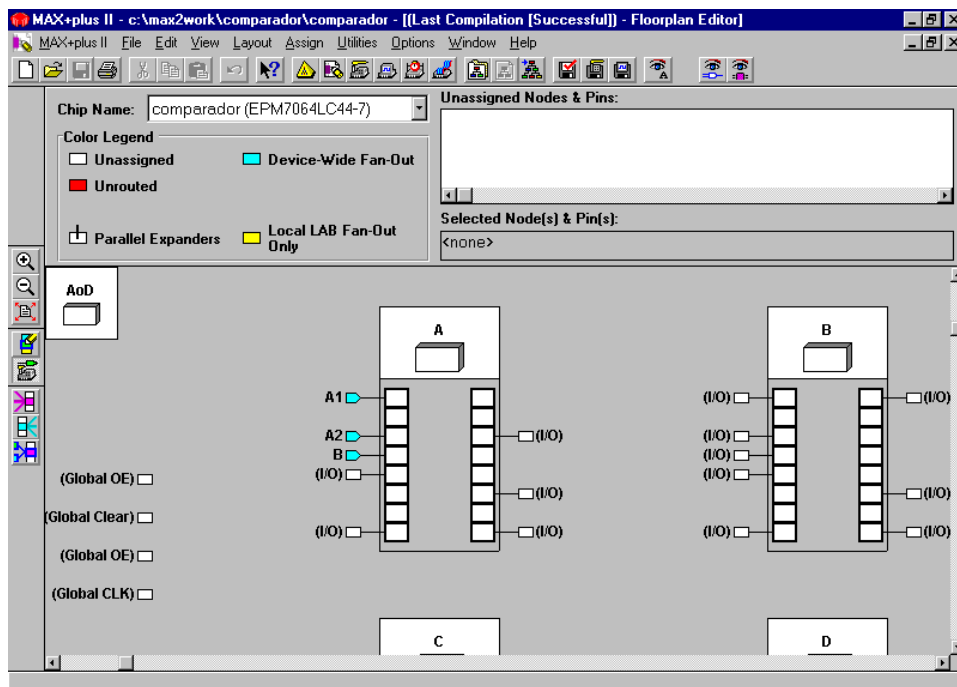 MAX+plus II - c:\max2work\comparador\comparador - [(Last Compilation [Successful]) - Floorplan Editor]
MAX+plus II File Edit View Layout Assign Utilities Options Window Help
Chip Name: comparador (EPM7064LC44-7)
Unassigned Nodes & Pins:
Color Legend
Unassigned
Device-Wide Fan-Out
Unrouted
Parallel Expanders
Local LAB Fan-Out
Only
Selected Node(s) & Pin(s):
<none>
AoD
A
B
A1
(I/O)
(I/O)
A2
(I/O)
(I/O)
B
(I/O)
(I/O)
(I/O)
(Global OE)
(I/O)
(I/O)
(Global Clear)
(I/O)
(I/O)
(I/O)
(I/O)
(Global OE)
(Global CLK)
C
D